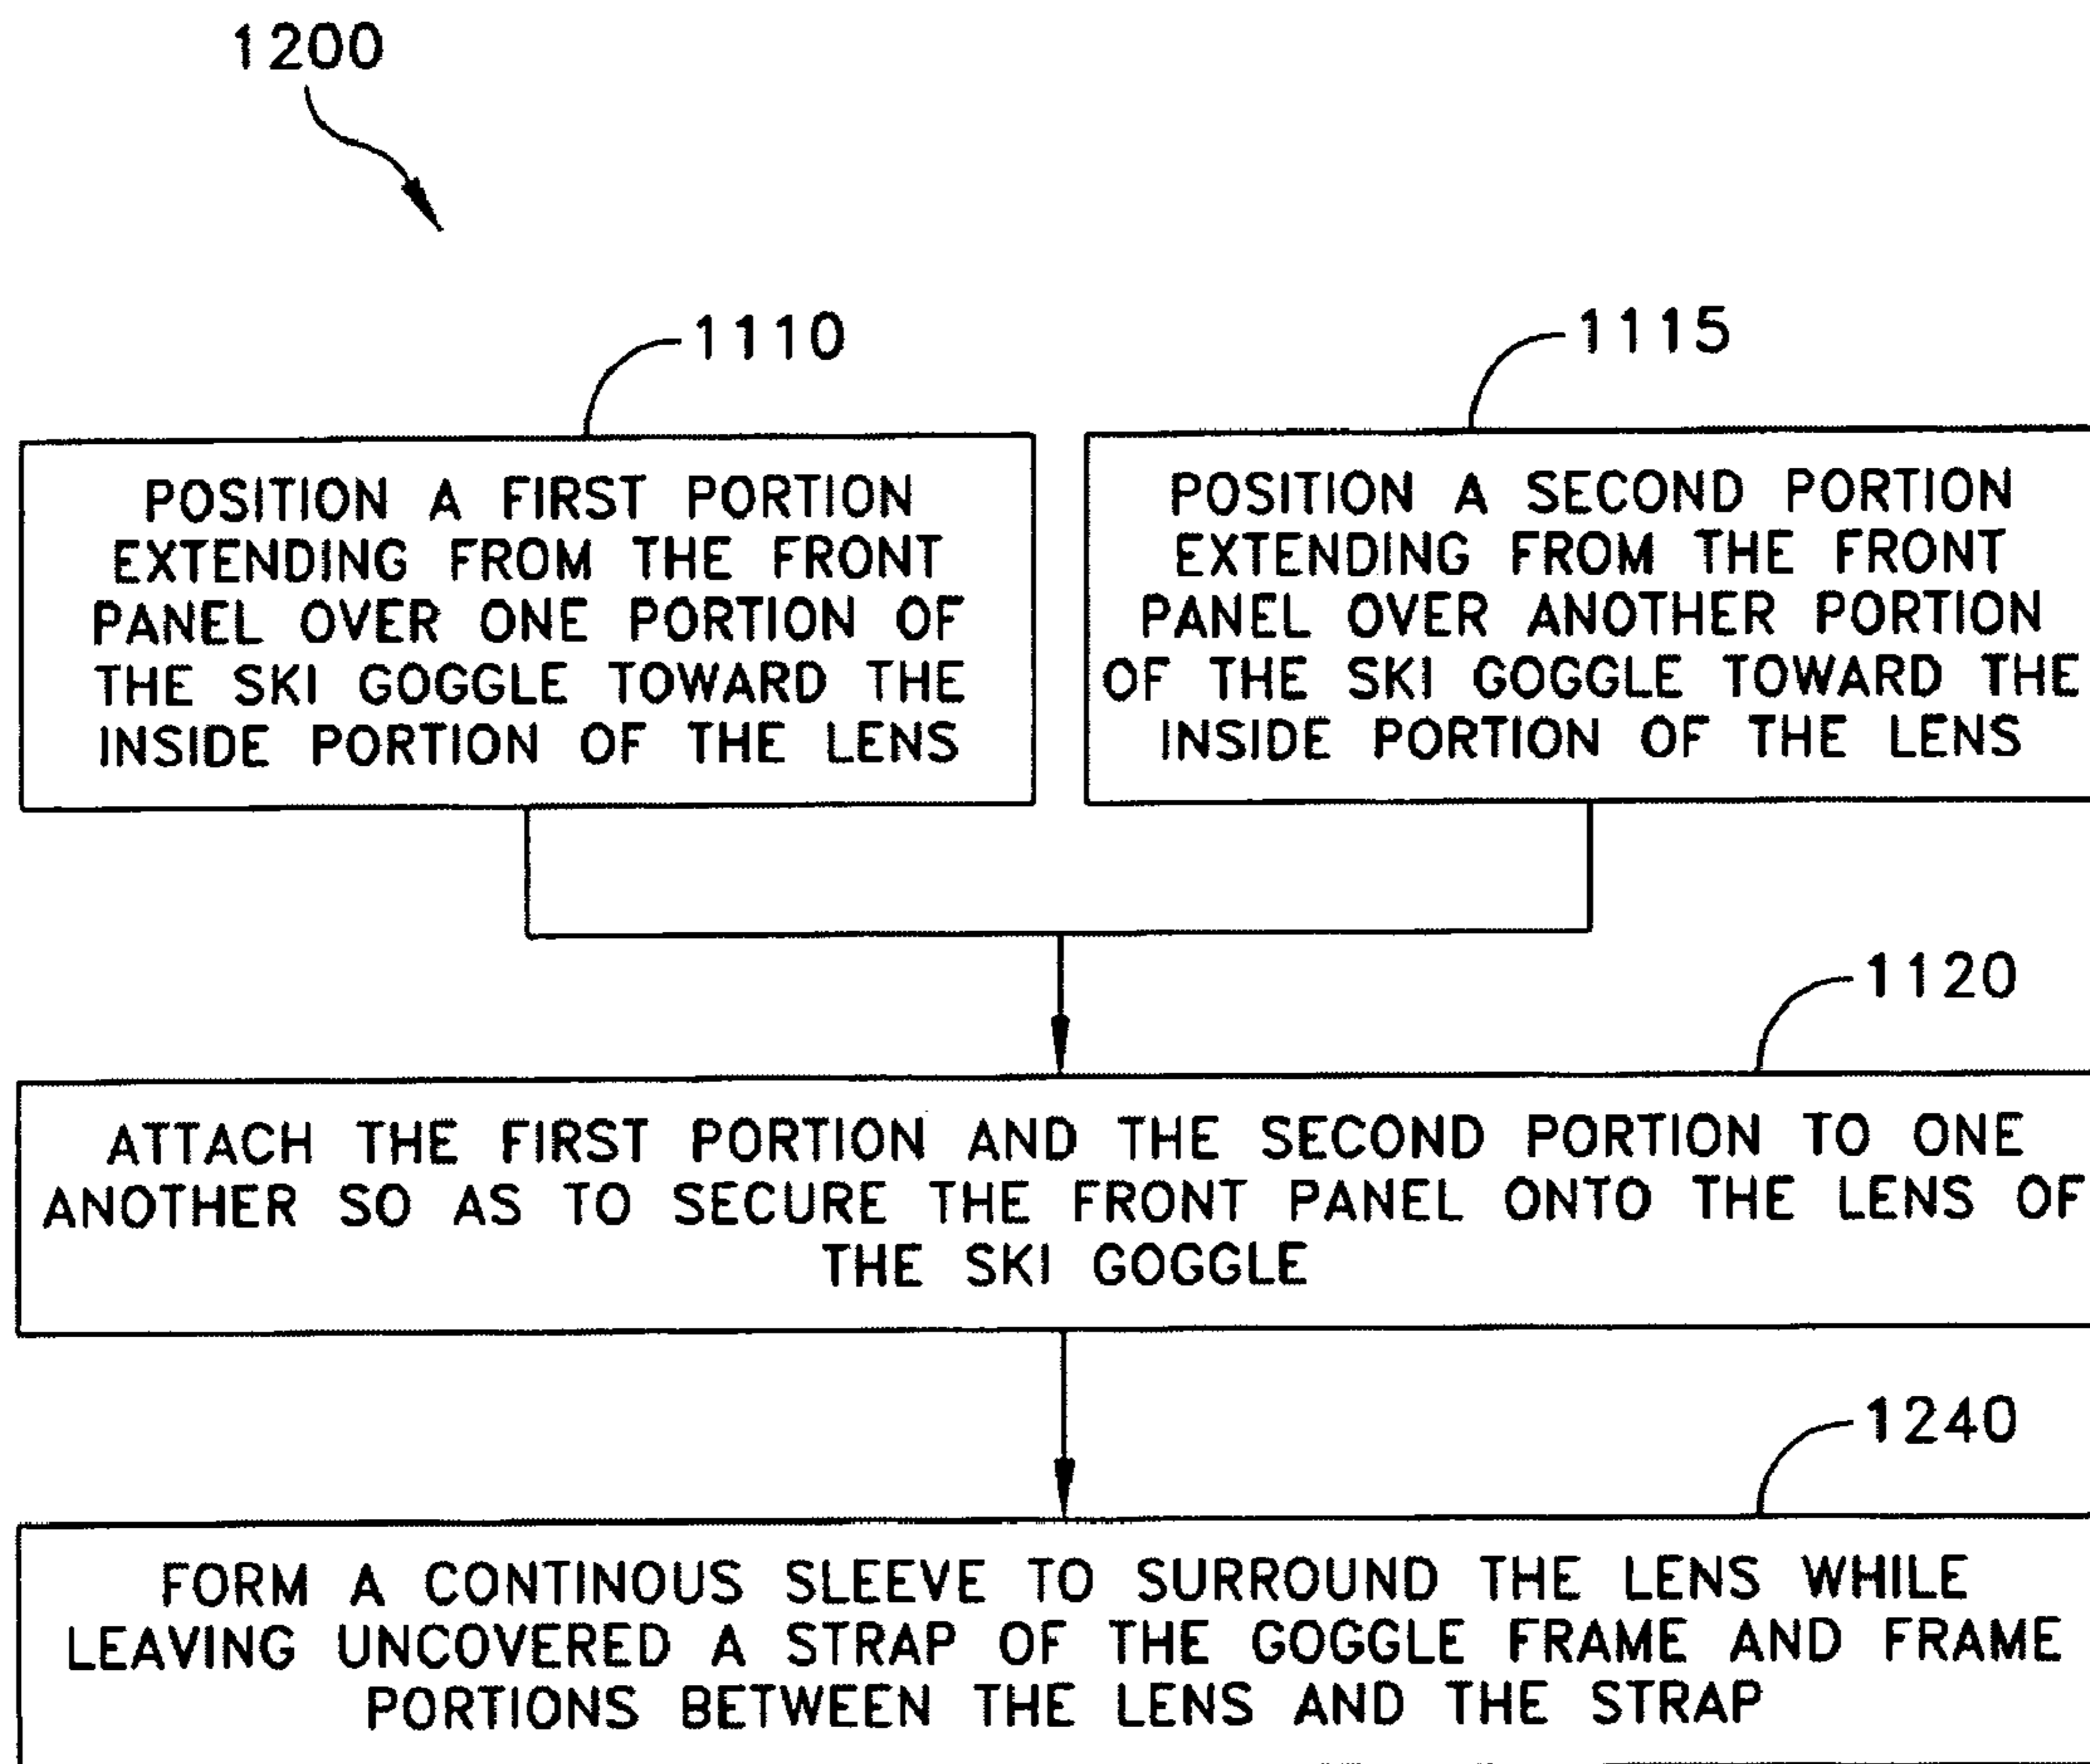 1200
1110
POSITION A FIRST PORTION
EXTENDING FROM THE FRONT
PANEL OVER ONE PORTION OF
THE SKI GOGGLE TOWARD THE
INSIDE PORTION OF THE LENS
1115
POSITION A SECOND PORTION
EXTENDING FROM THE FRONT
PANEL OVER ANOTHER PORTION
OF THE SKI GOGGLE TOWARD THE
INSIDE PORTION OF THE LENS
1120
ATTACH THE FIRST PORTION AND THE SECOND PORTION TO ONE
ANOTHER SO AS TO SECURE THE FRONT PANEL ONTO THE LENS OF
THE SKI GOGGLE
1240
FORM A CONTINOUS SLEEVE TO SURROUND THE LENS WHILE
LEAVING UNCOVERED A STRAP OF THE GOGGLE FRAME AND FRAME
PORTIONS BETWEEN THE LENS AND THE STRAP